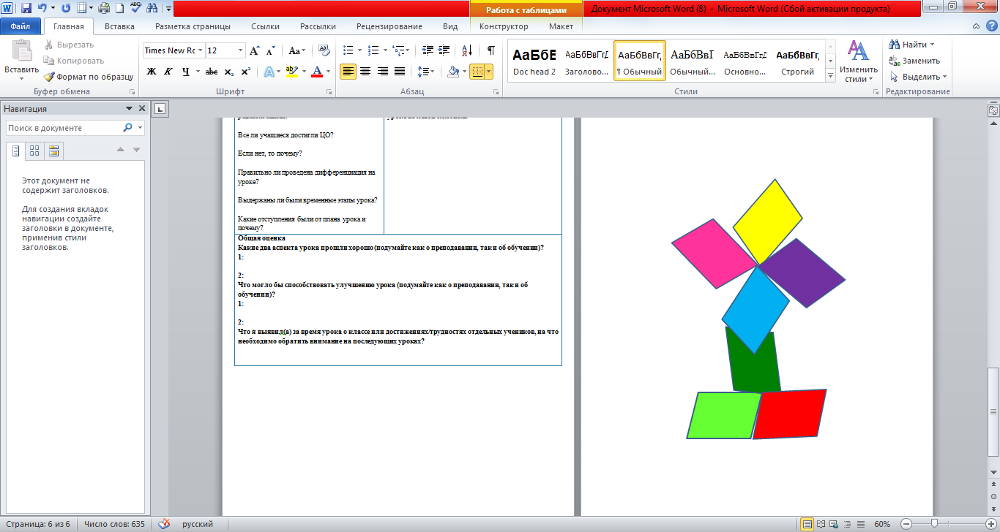 Работа с таблицами
Документ Microsoft Word (8) - Microsoft Word (Сбой активации продукта)
Файл
Главная
Вставка
Разметка страницы
Ссылки
Рассылки
Рецензирование
Вид
Конструктор
Макет
Вставить
Вырезать
Копировать
Формат по образцу
Буфер обмена
Times New Rc
12
Шрифт
Абзац
АаБбЕ
АаБбВвГгД
АаБбВвГг,
АаБбВвІ
АаБбВвГгД
АаБбВвГг,
Doc head 2
Заголово...
¶ Обычный
Обычный...
Основно...
Строгий
Изменить
стили
Стили
Найти
Заменить
Выделить
Редактирование
Навигация
Поиск в документе
Этот документ не
содержит заголовков.
Для создания вкладок
навигации создайте
заголовки в документе,
применив стили
заголовков.
Все ли учащиеся достигли ЦО?
Если нет, то почему?
Правильно ли проведена дифференциация на
уроке?
Выдержаны ли были временные этапы урока?
Какие отступления были от плана урока и
почему?
Общая оценка
Какие два аспекта урока прошли хорошо (подумайте как о преподавании, так и об обучении)?
1:
2:
Что могло бы способствовать улучшению урока (подумайте как о преподавании, так и об
обучении)?
1:
2:
Что я выявил(а) за время урока о классе или достижениях/трудностях отдельных учеников, на что
необходимо обратить внимание на последующих уроках?
Страница: 6 из 6
Число слов: 635
русский
60%